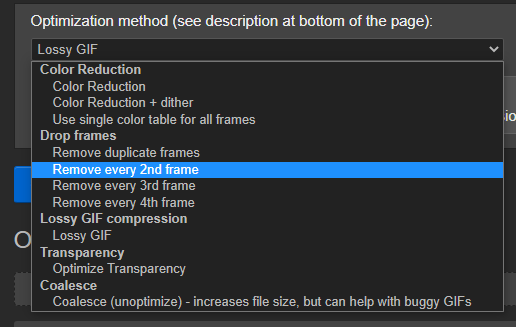 Optimization method (see description at bottom of the page):
Lossy GIF
Color Reduction
Color Reduction
Color Reduction + dither
Use single color table for all frames
Drop frames
Remove duplicate frames
Remove every 2nd frame
Remove every 3rd frame
Remove every 4th frame
Lossy GIF compression
Lossy GIF
Transparency
Optimize Transparency
Coalesce
Coalesce (unoptimize) - increases file size, but can help with buggy GIFs